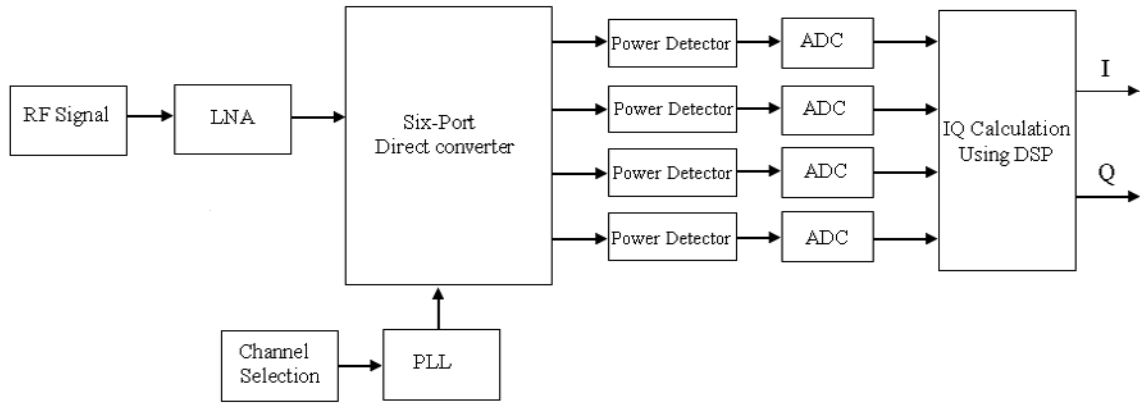 RF Signal
LNA
Six-Port
Direct converter
Power Detector
ADC
Power Detector
ADC
Power Detector
ADC
Power Detector
ADC
IQ Calculation
Using DSP
I
Q
Channel
Selection
PLL